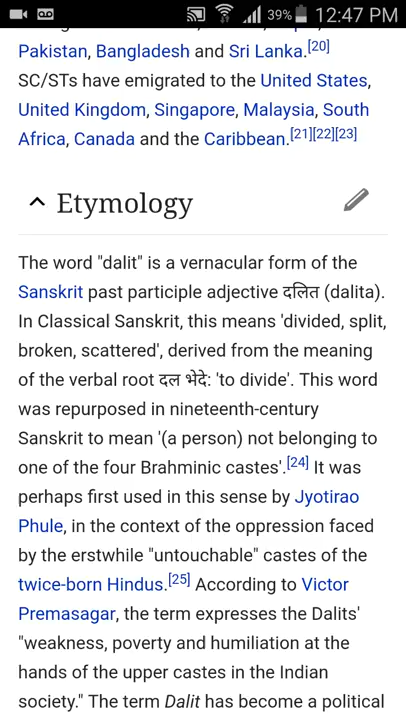 39% 12:47 PM
Pakistan, Bangladesh and Sri Lanka.[20]
SC/STs have emigrated to the United States,
United Kingdom, Singapore, Malaysia, South
Africa, Canada and the Caribbean.[21][22][23]
Etymology
The word "dalit" is a vernacular form of the
Sanskrit past participle adjective दलित (dalita).
In Classical Sanskrit, this means 'divided, split,
broken, scattered', derived from the meaning
of the verbal root दल भेदे: 'to divide'. This word
was repurposed in nineteenth-century
Sanskrit to mean '(a person) not belonging to
one of the four Brahminic castes'.[24] It was
perhaps first used in this sense by Jyotirao
Phule, in the context of the oppression faced
by the erstwhile "untouchable" castes of the
twice-born Hindus.[25] According to Victor
Premasagar, the term expresses the Dalits'
"weakness, poverty and humiliation at the
hands of the upper castes in the Indian
society." The term Dalit has become a political